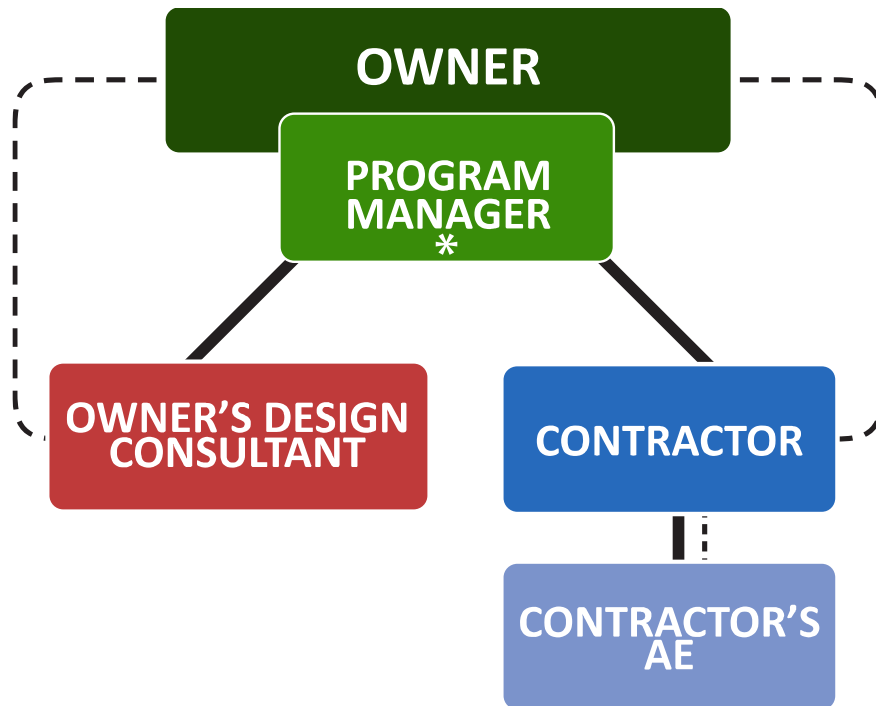 OWNER
PROGRAM
MANAGER
*
OWNER’S DESIGN
CONSULTANT
CONTRACTOR
CONTRACTOR’S
AE